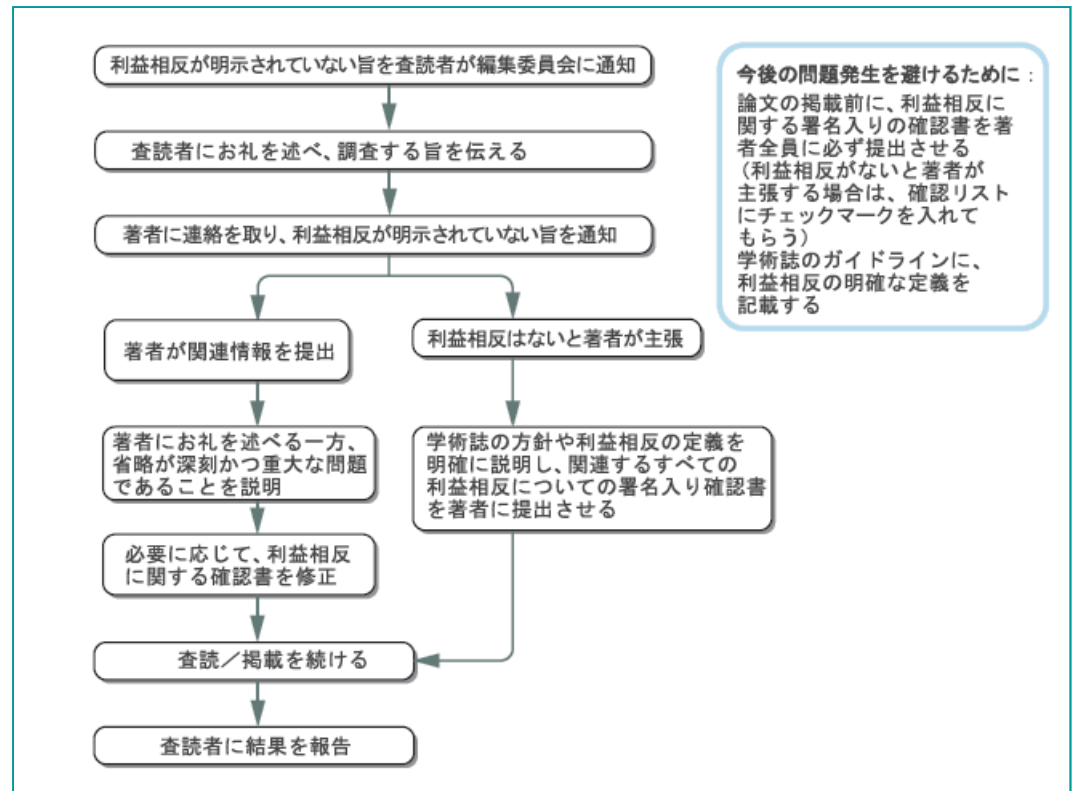 利益相反が明示されていない旨を査読者が編集委員会に通知
査読者にお礼を述べ、調査する旨を伝える
著者に連絡を取り、利益相反が明示されていない旨を通知
著者が関連情報を提出
著者にお礼を述べる一方、
省略が深刻かつ重大な問題
であることを説明
必要に応じて、利益相反
に関する確認書を修正
利益相反はないと著者が主張
学術誌の方針や利益相反の定義を
明確に説明し、関連するすべての
利益相反についての署名入り確認書
を著者に提出させる
査読／掲載を続ける
査読者に結果を報告
今後の問題発生を避けるために：
論文の掲載前に、利益相反に
関する署名入りの確認書を著
者全員に必ず提出させる
（利益相反がないと著者が
主張する場合は、確認リスト
にチェックマークを入れて
もらう）
学術誌のガイドラインに、
利益相反の明確な定義を
記載する